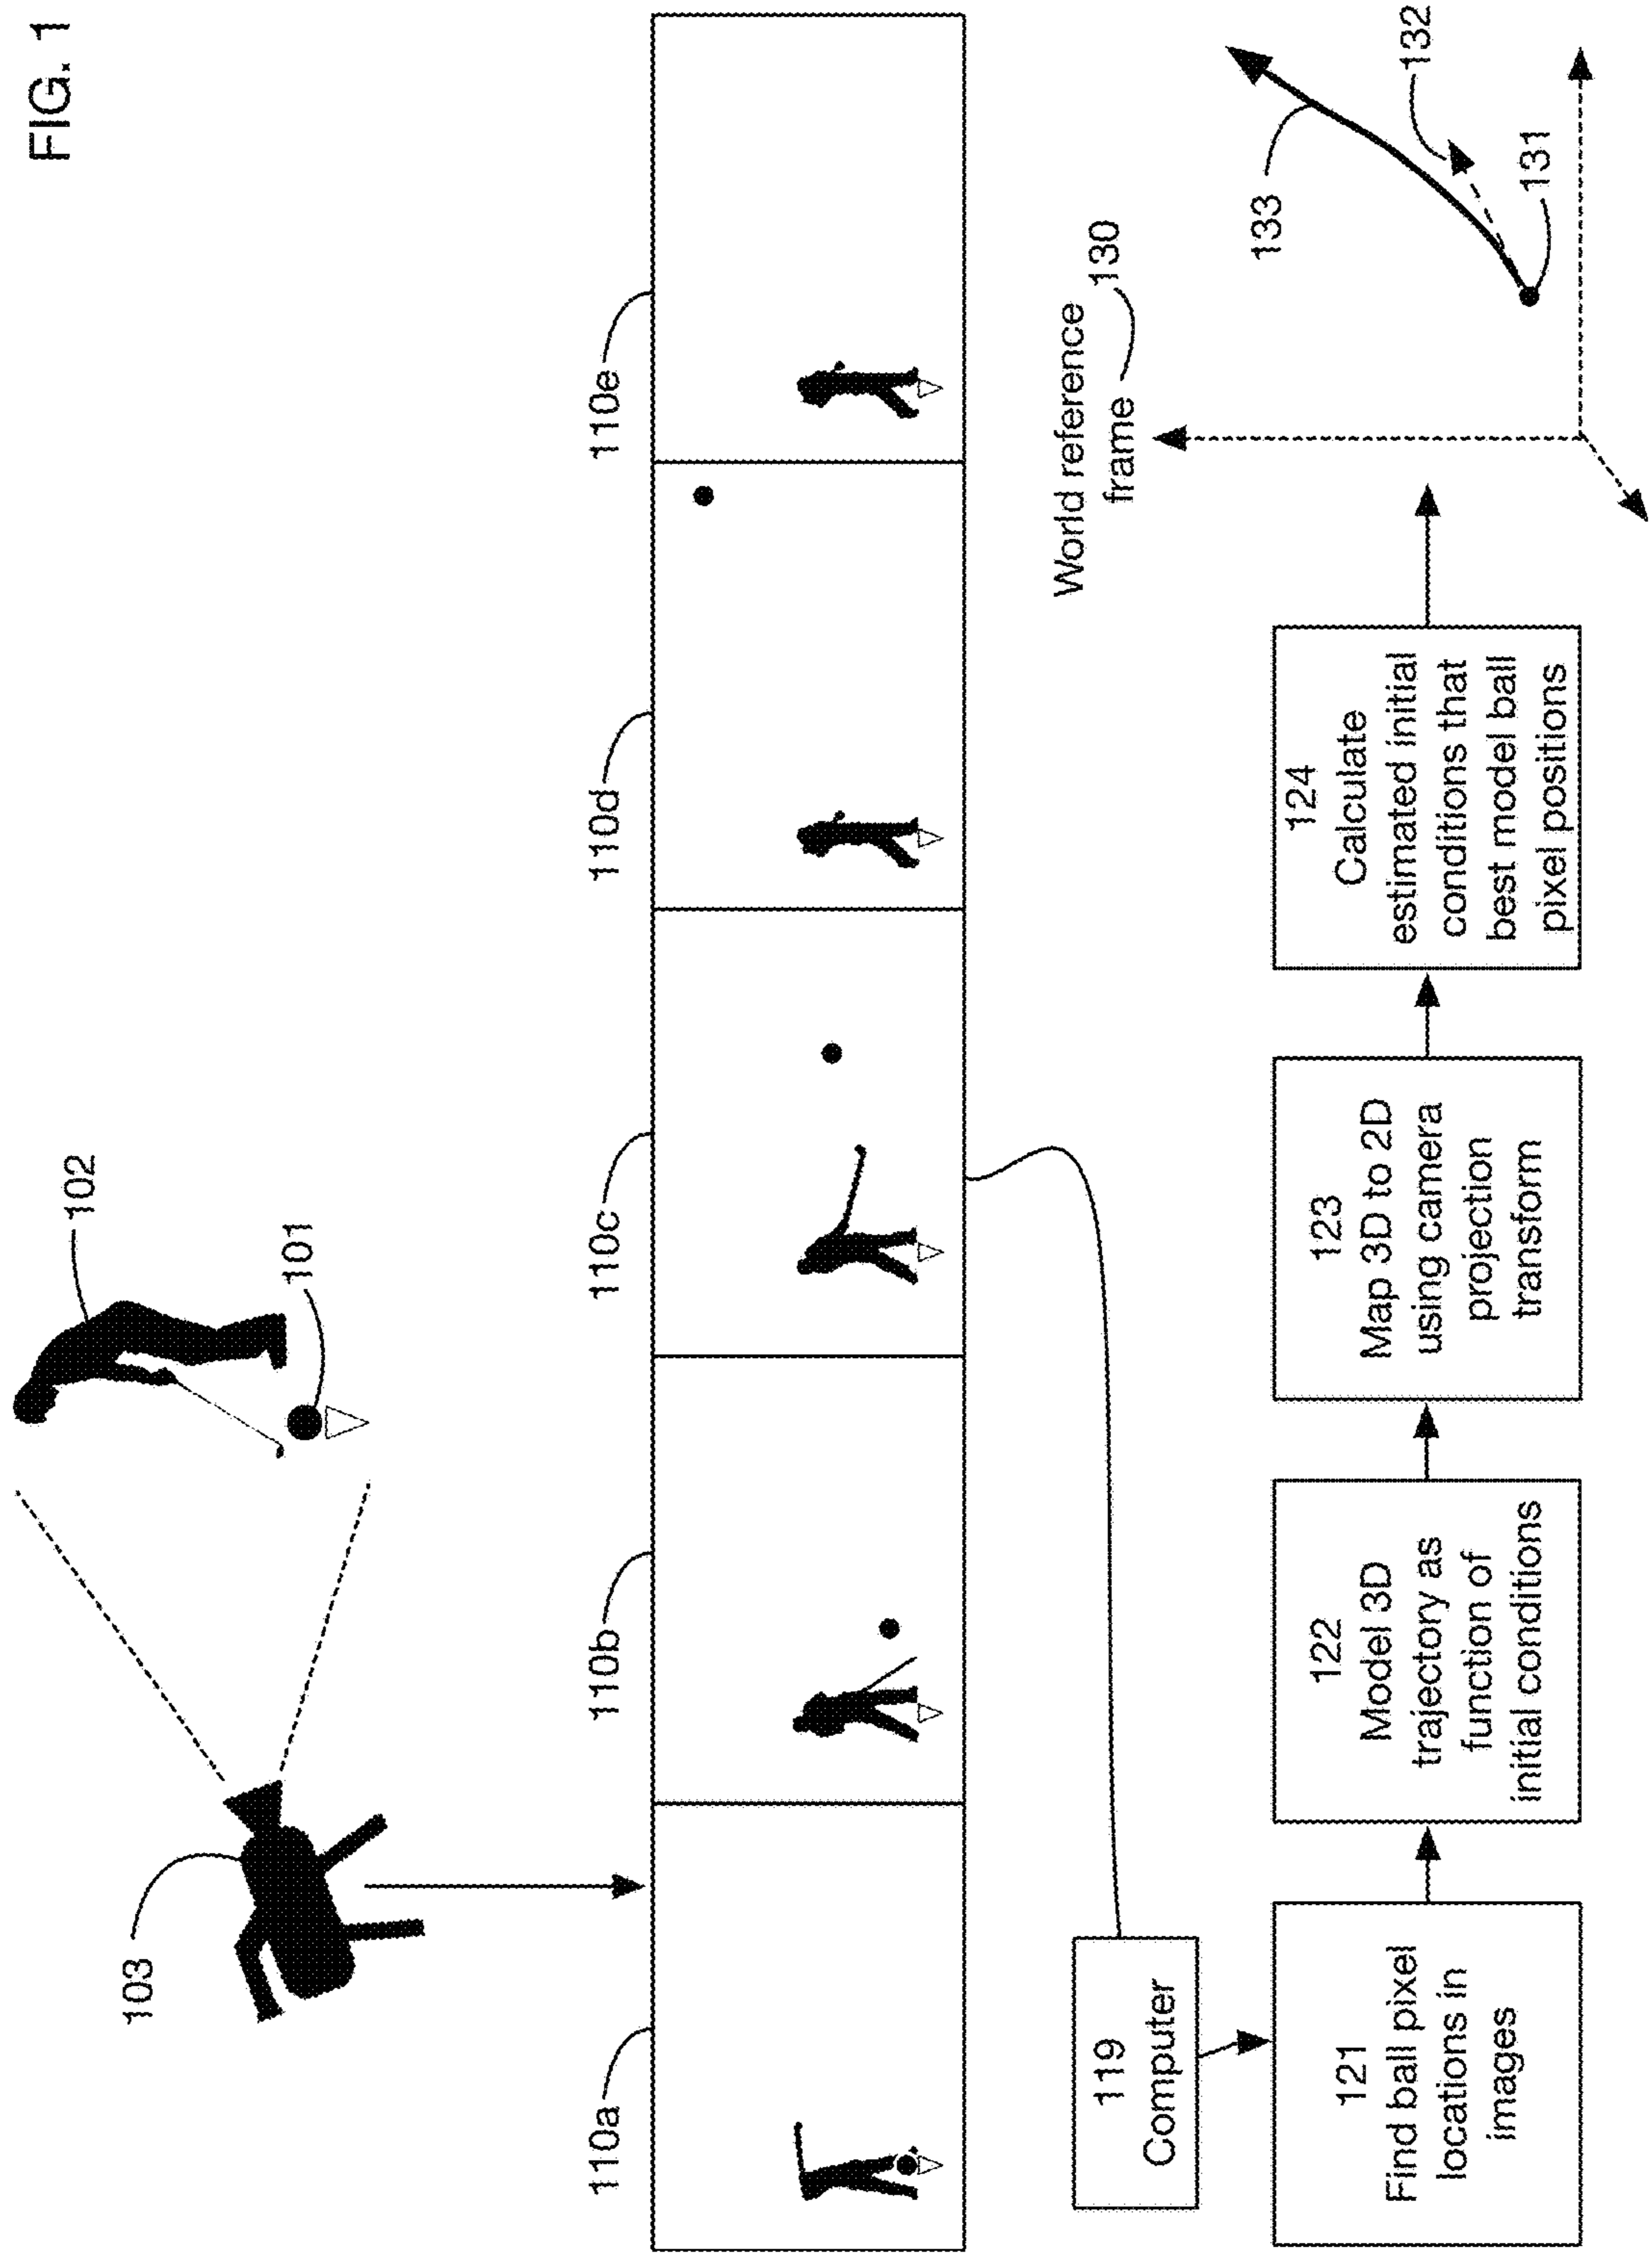 FIG. 1
102
103
101
110a
110b
110c
110d
110e
119
Computer
World reference
frame
130
133
132
131
121
Find ball pixel
locations in
images
122
Model 3D
trajectory as
function of
initial conditions
123
Map 3D to 2D
using camera
projection
transform
124
Calculate
estimated initial
conditions that
best model ball
pixel positions